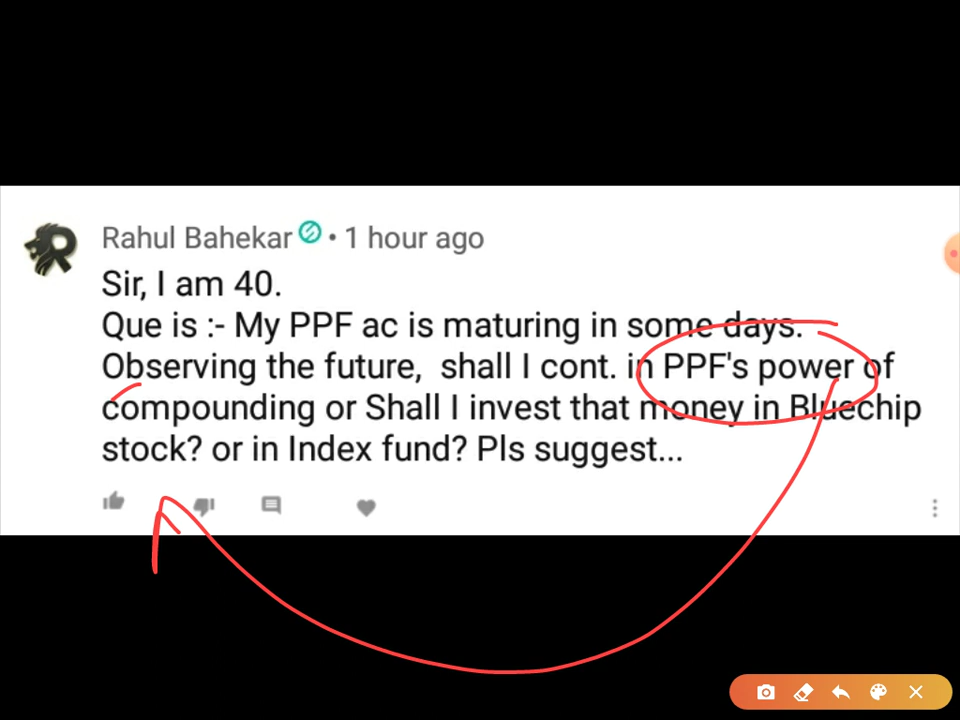 Rahul Bahekar • 1 hour ago
Sir, I am 40.
Que is :- My PPF ac is maturing in some days.
Observing the future, shall I cont. in PPF's power of
compounding or Shall I invest that money in Bluechip
stock? or in Index fund? Pls suggest...